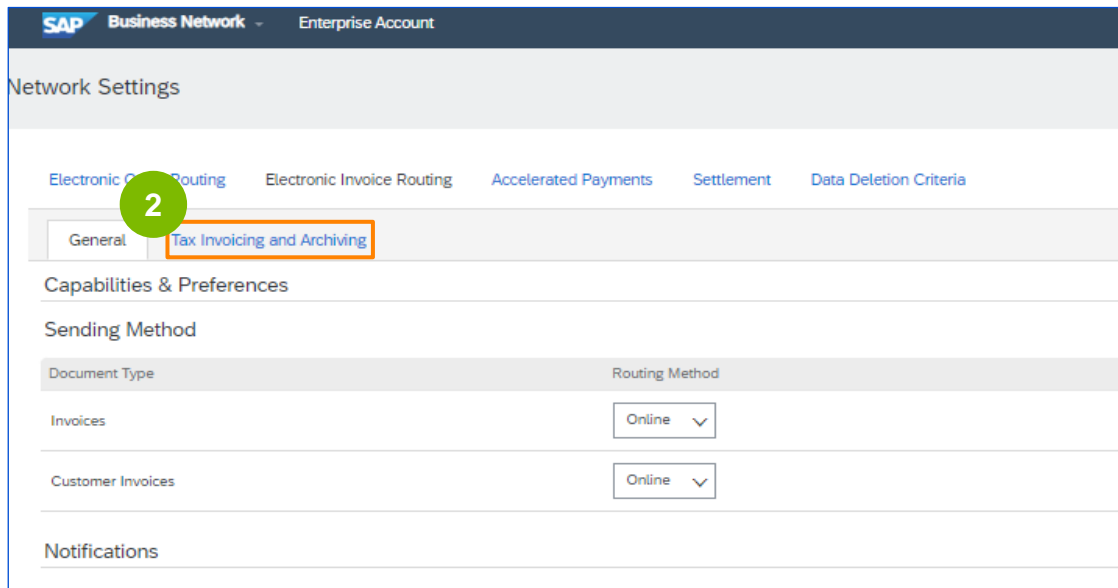 SAP Business Network Enterprise Account
Network Settings
Electronic Routing Electronic Invoice Routing Accelerated Payments Settlement Data Deletion Criteria
2
General Tax Invoicing and Archiving
Capabilities & Preferences
Sending Method
Document Type Routing Method
Invoices Online
Customer Invoices Online
Notifications